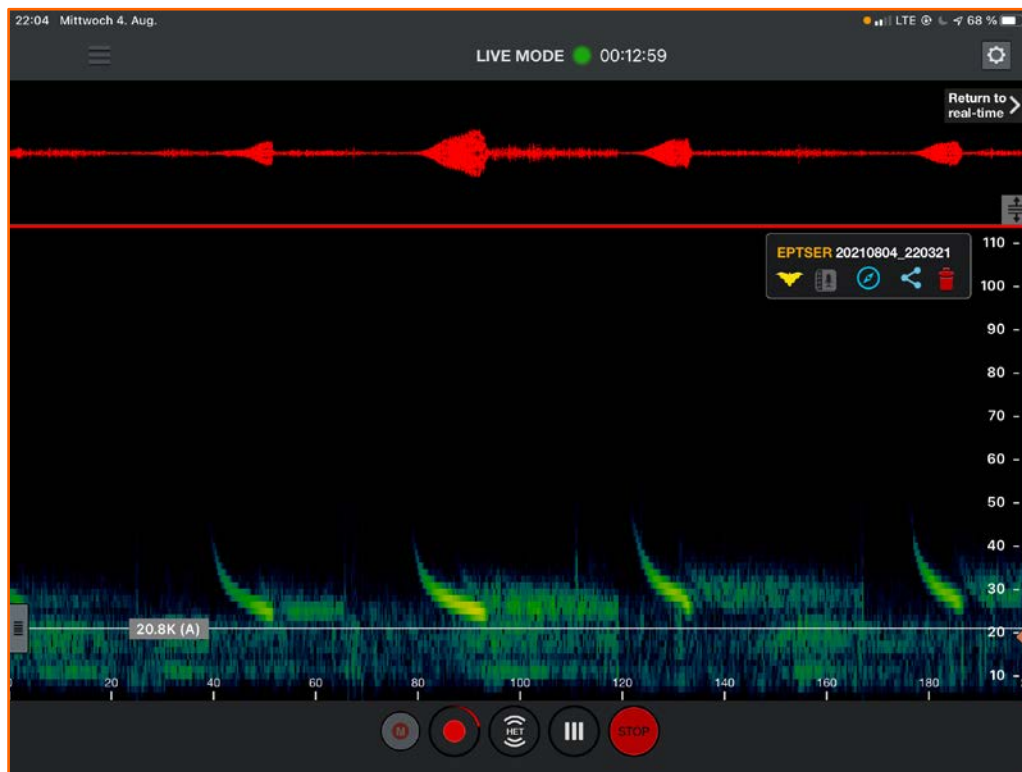 22:04 Mittwoch 4. Aug.
LTE 68 %
LIVE MODE 00:12:59
Return to
real-time
EPTSER 20210804_220321
110
100
90
80
70
60
50
40
30
20.8K (A)
20
10
20 40 60 80 100 120 140 160 180
M HET STOP